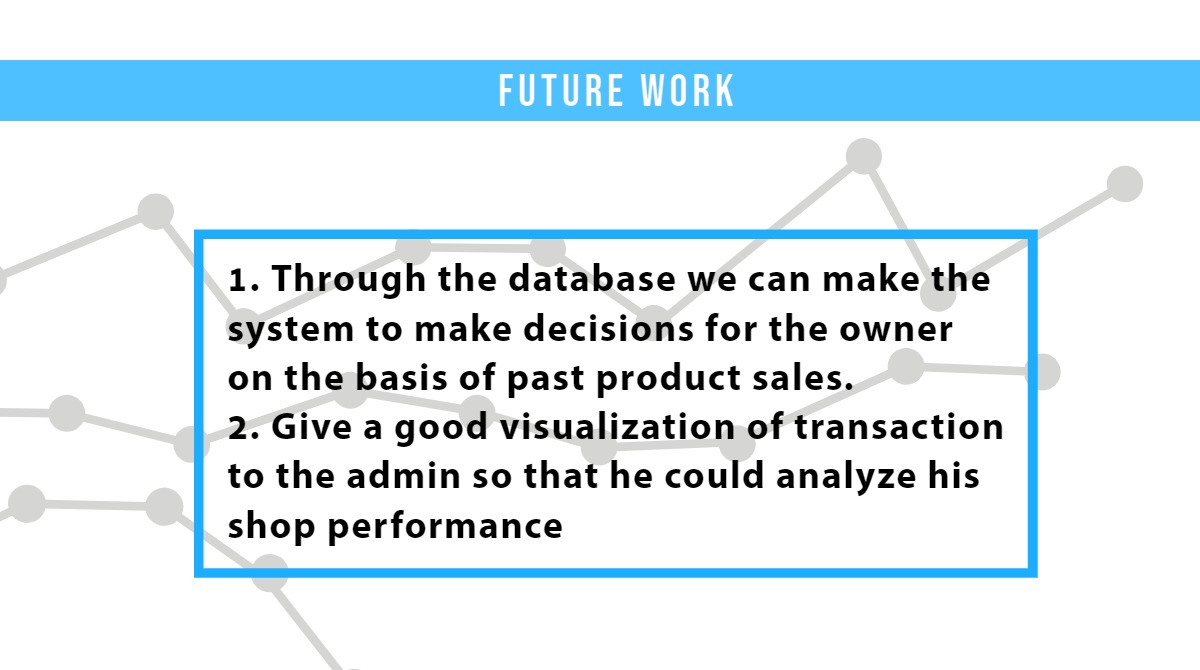 FUTURE WORK
1. Through the database we can make the
system to make decisions for the owner
on the basis of past product sales.
2. Give a good visualization of transaction
to the admin so that he could analyze his
shop performance